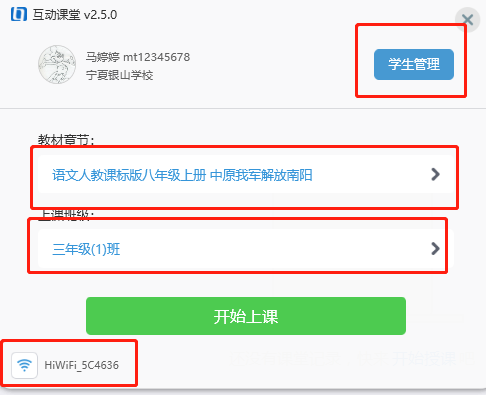 互动课堂 v2.5.0
马婷婷 mt12345678
宁夏银山学校
学生管理
教材章节：
语文人教课标版八年级上册 中原我军解放南阳
上课班级：
三年级(1)班
开始上课
HiWiFi_5C4636